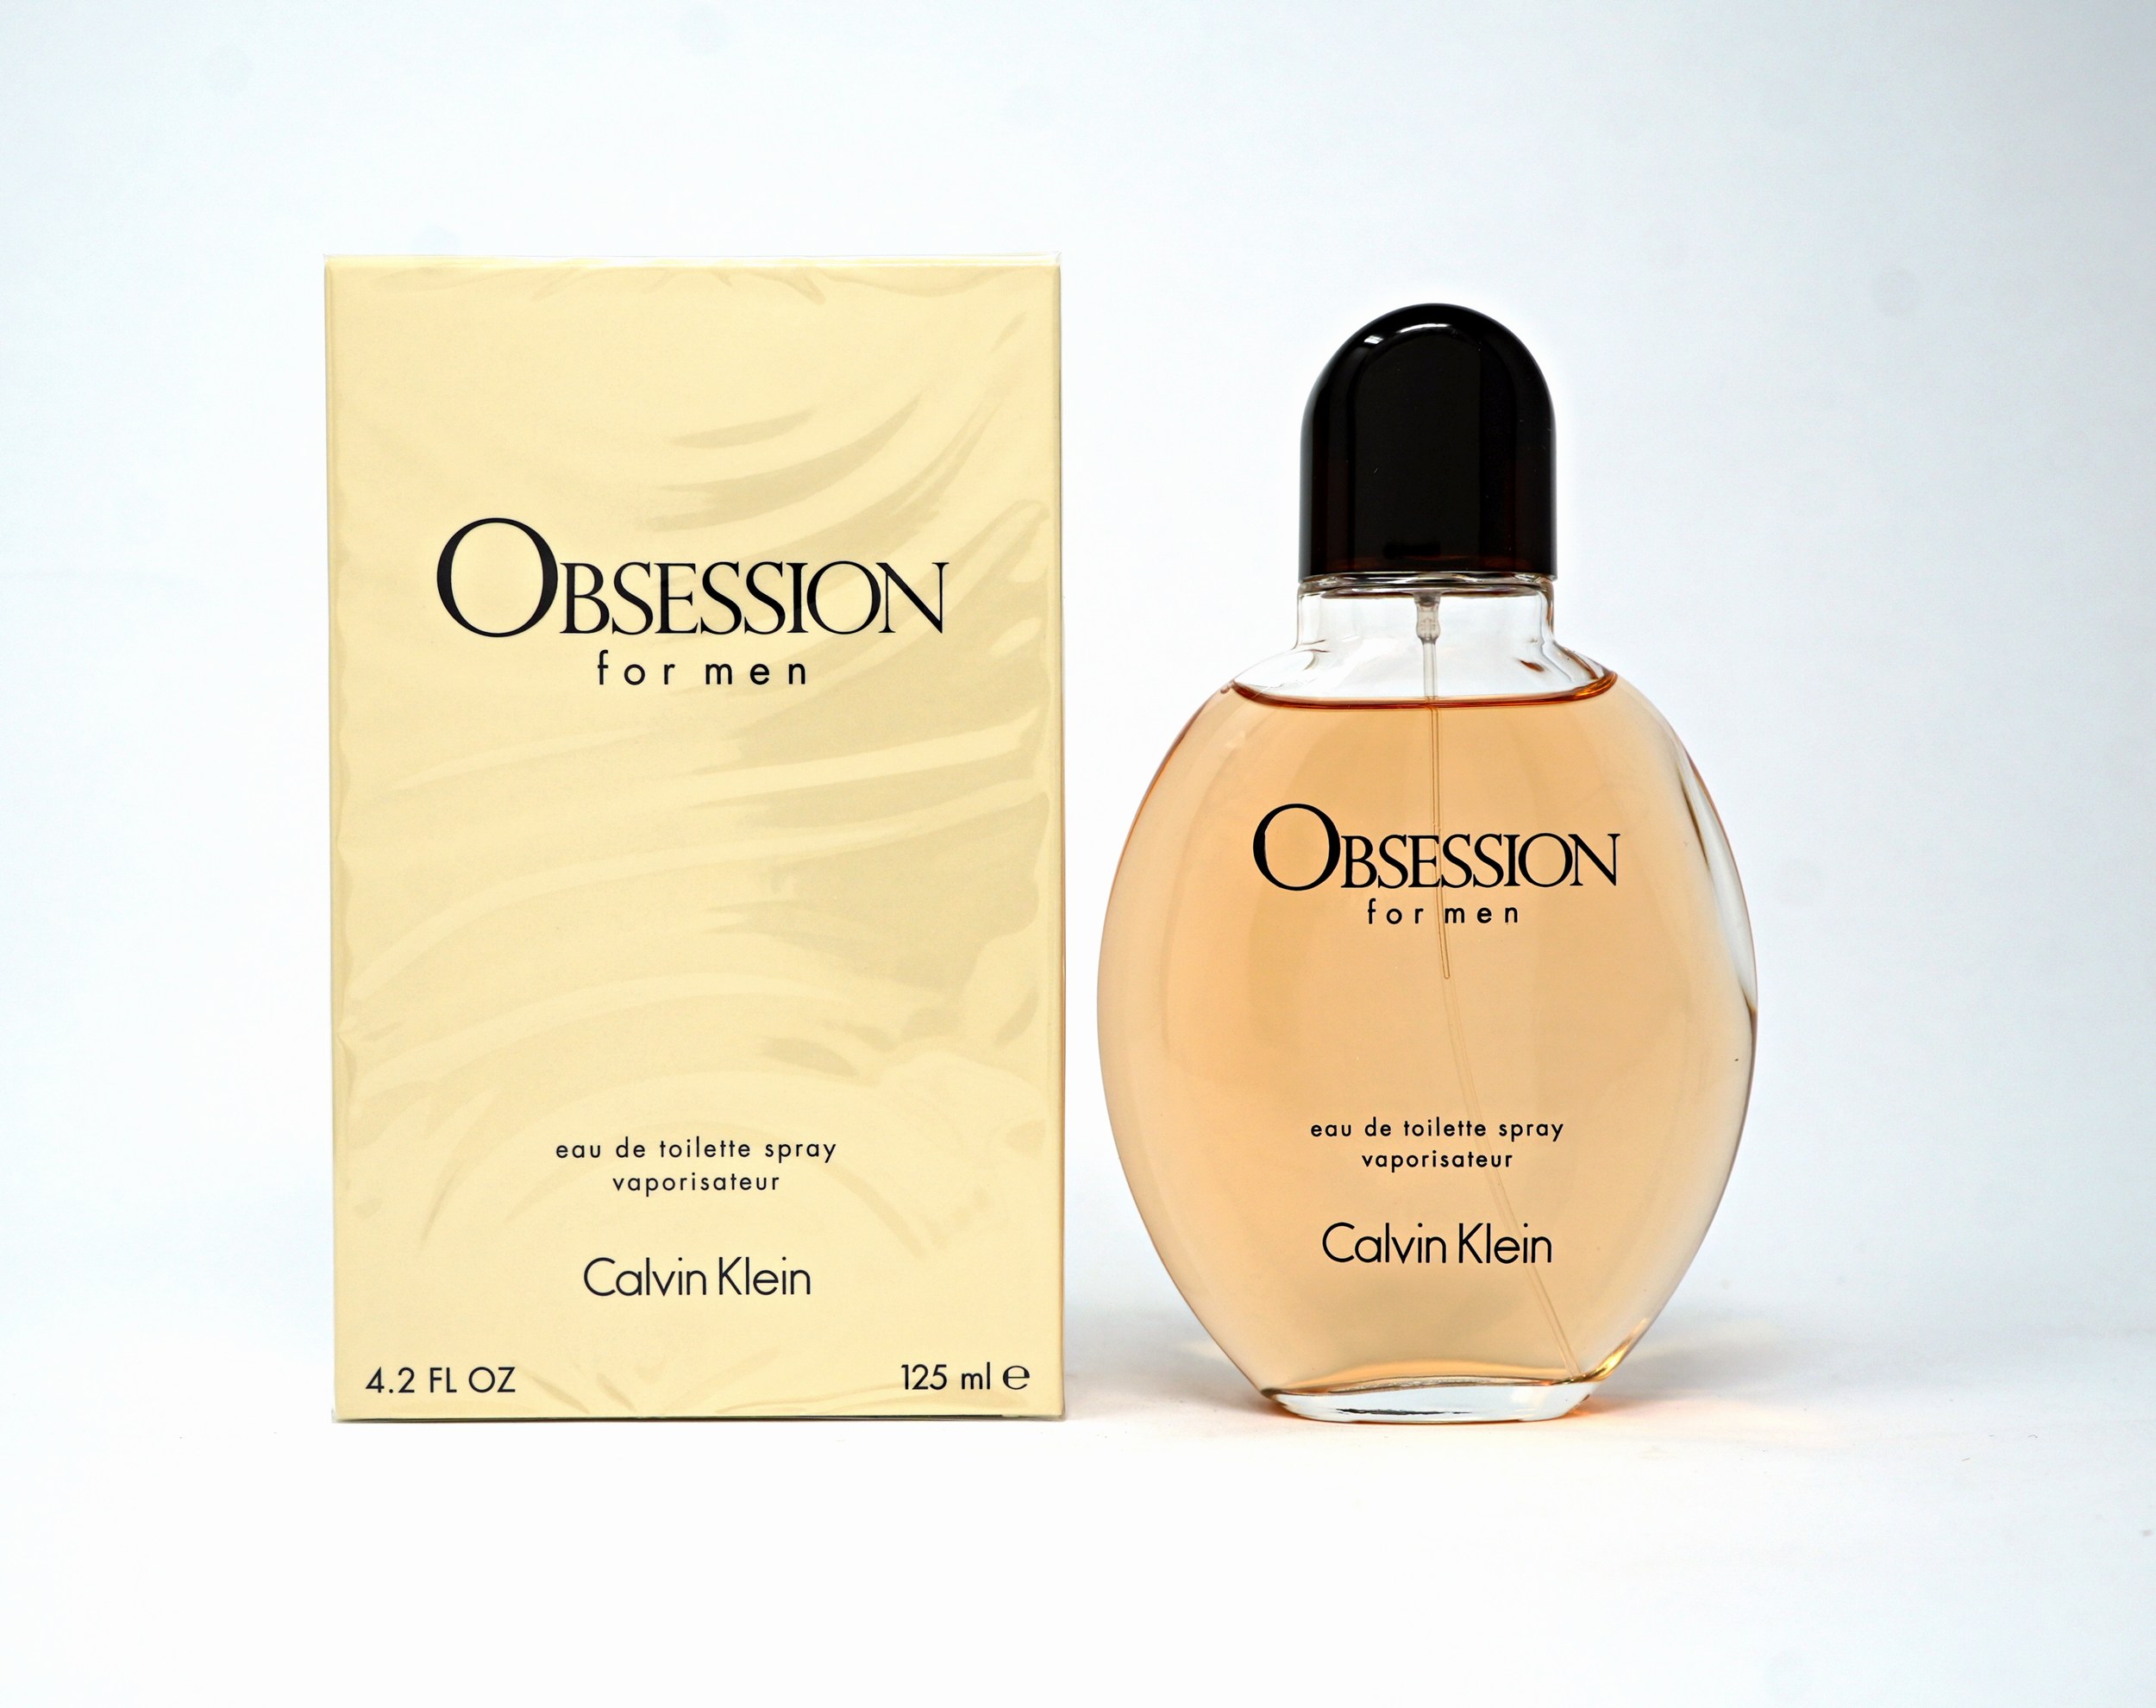 OBSESSION
for men
eau de toilette spray
vaporisateur
Calvin Klein
4.2 FL OZ
125 ml ℮
OBSESSION
for men
eau de toilette spray
vaporisateur
Calvin Klein